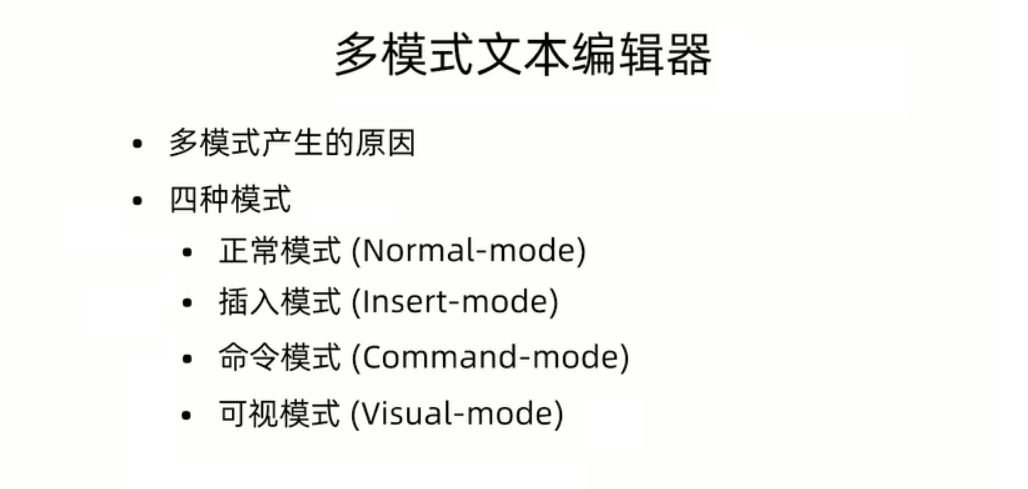 多模式文本编辑器
• 多模式产生的原因
• 四种模式
• 正常模式 (Normal-mode)
• 插入模式 (Insert-mode)
• 命令模式 (Command-mode)
• 可视模式 (Visual-mode)